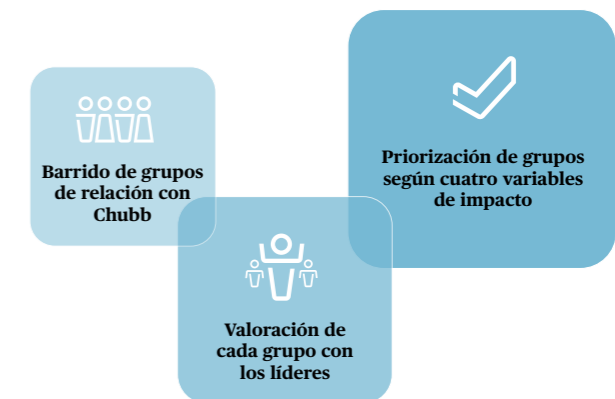 Barrido de grupos
de relación con
Chubb
Valoración de
cada grupo con
los líderes
Priorización de grupos
según cuatro variables
de impacto